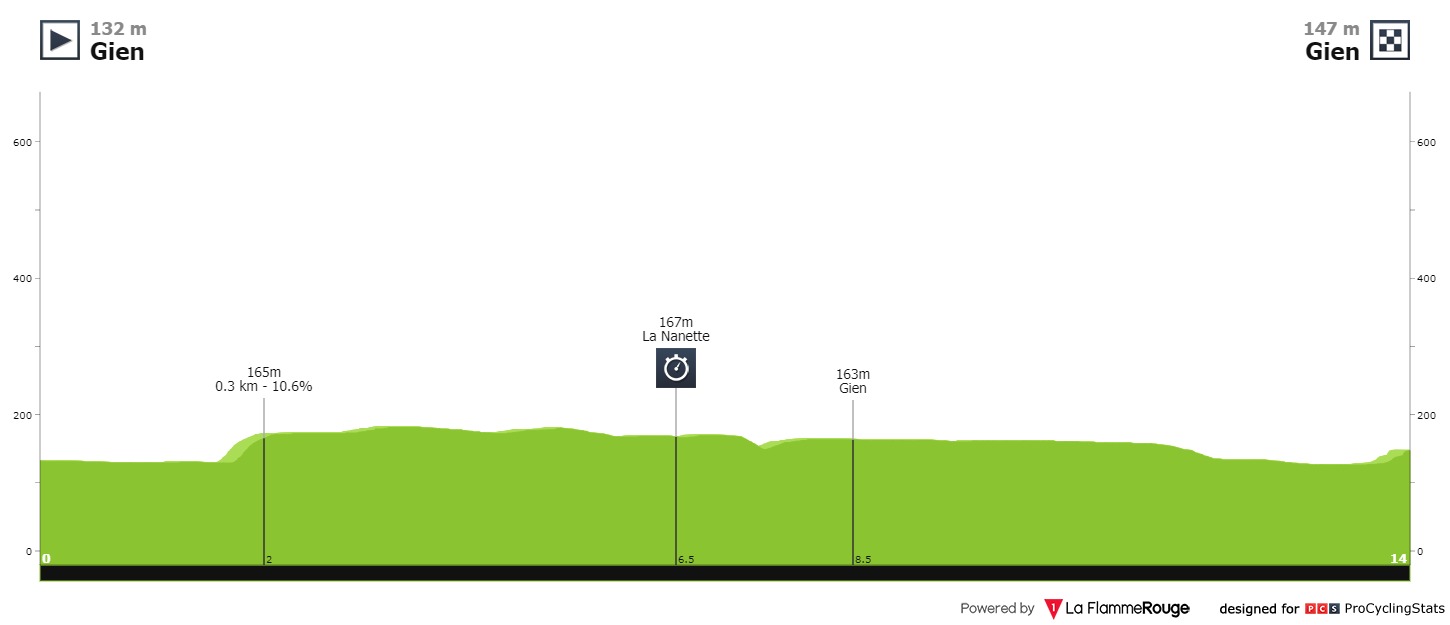 132 m
Gien
147 m
Gien
600
600
400
400
167m
La Nanette
165m
0.3 km - 10.6%
163m
Gien
200
200
0
0
0
2
6.5
8.5
14
Powered by 1 La FlammeRouge designed for PCS ProCyclingStats